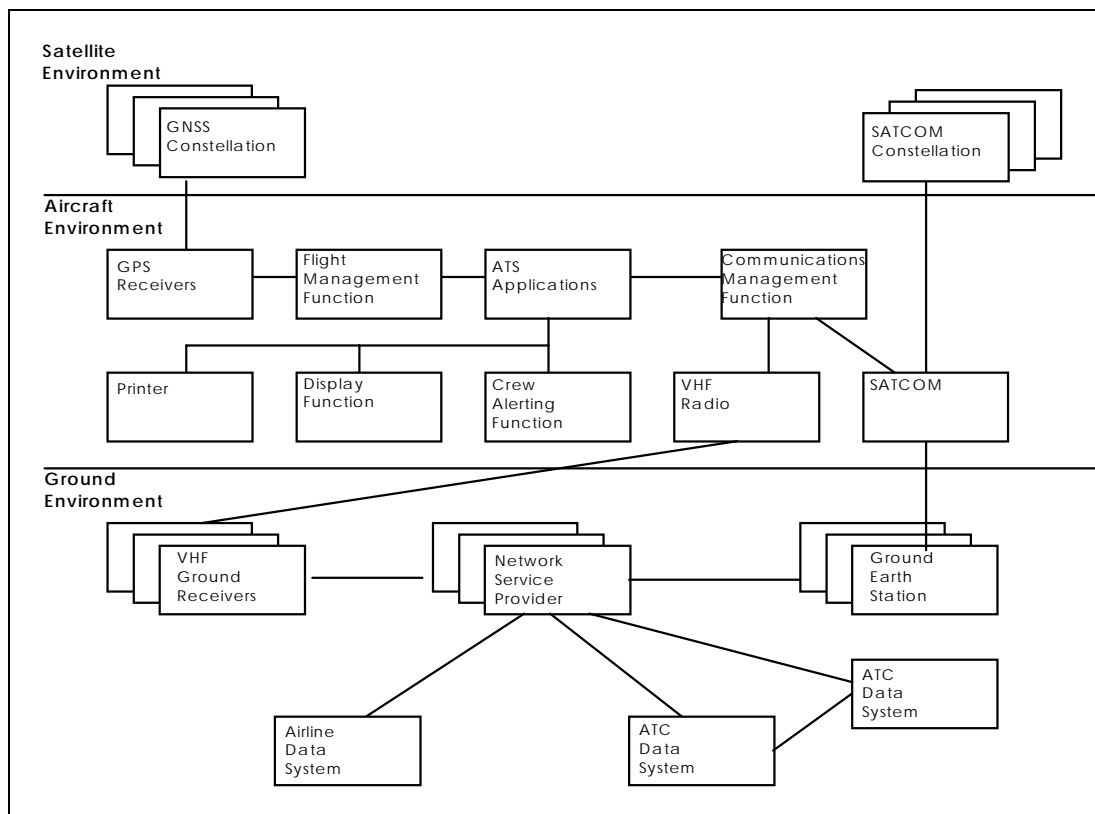 Satellite
Environment
GNSS
Constellation
SATCOM
Constellation
Aircraft
Environment
GPS
Receivers
Flight
Management
Function
ATS
Applications
Communications
Management
Function
Printer
Display
Function
Crew
Alerting
Function
VHF
Radio
SATCOM
Ground
Environment
VHF
Ground
Receivers
Network
Service
Provider
Ground
Earth
Station
ATC
Data
System
Airline
Data
System
ATC
Data
System